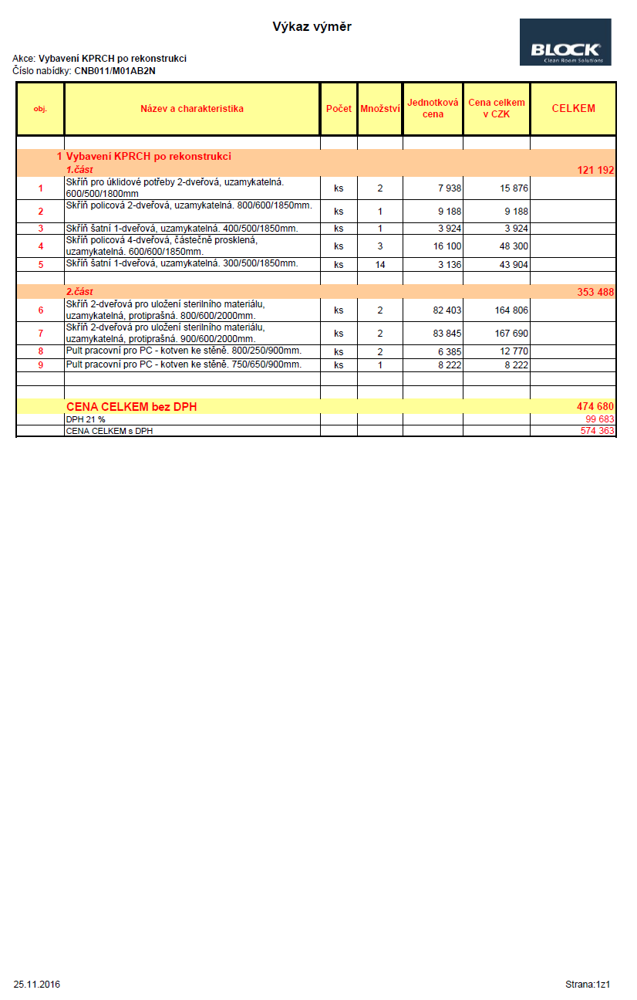 Výkaz výměr
BLOCK
Clean Room Solutions
Akce: Vybavení KPRCH po rekonstrukci
Číslo nabídky: CNB011/M01AB2N
obj. Název a charakteristika Počet Množství Jednotková cena Cena celkem v CZK CELKEM
1 Vybavení KPRCH po rekonstrukci
1.část 121 192
1 Skříň pro úklidové potřeby 2-dveřová, uzamykatelná. 600/500/1800mm ks 2 7 938 15 876
2 Skříň policová 2-dveřová, uzamykatelná. 800/600/1850mm. ks 1 9 188 9 188
3 Skříň šatní 1-dveřová, uzamykatelná. 400/500/1850mm. ks 1 3 924 3 924
4 Skříň policová 4-dveřová, částečně prosklená, uzamykatelná. 600/600/1850mm. ks 3 16 100 48 300
5 Skříň šatní 1-dveřová, uzamykatelná. 300/500/1850mm. ks 14 3 136 43 904
2.část 353 488
6 Skříň 2-dveřová pro uložení sterilního materiálu, uzamykatelná, protiprašná. 800/600/2000mm. ks 2 82 403 164 806
7 Skříň 2-dveřová pro uložení sterilního materiálu, uzamykatelná, protiprašná. 900/600/2000mm. ks 2 83 845 167 690
8 Pult pracovní pro PC - kotven ke stěně. 800/250/900mm. ks 2 6 385 12 770
9 Pult pracovní pro PC - kotven ke stěně. 750/650/900mm. ks 1 8 222 8 222
CENA CELKEM bez DPH 474 680
DPH 21 % 99 683
CENA CELKEM s DPH 574 363
25.11.2016 Strana:1z1